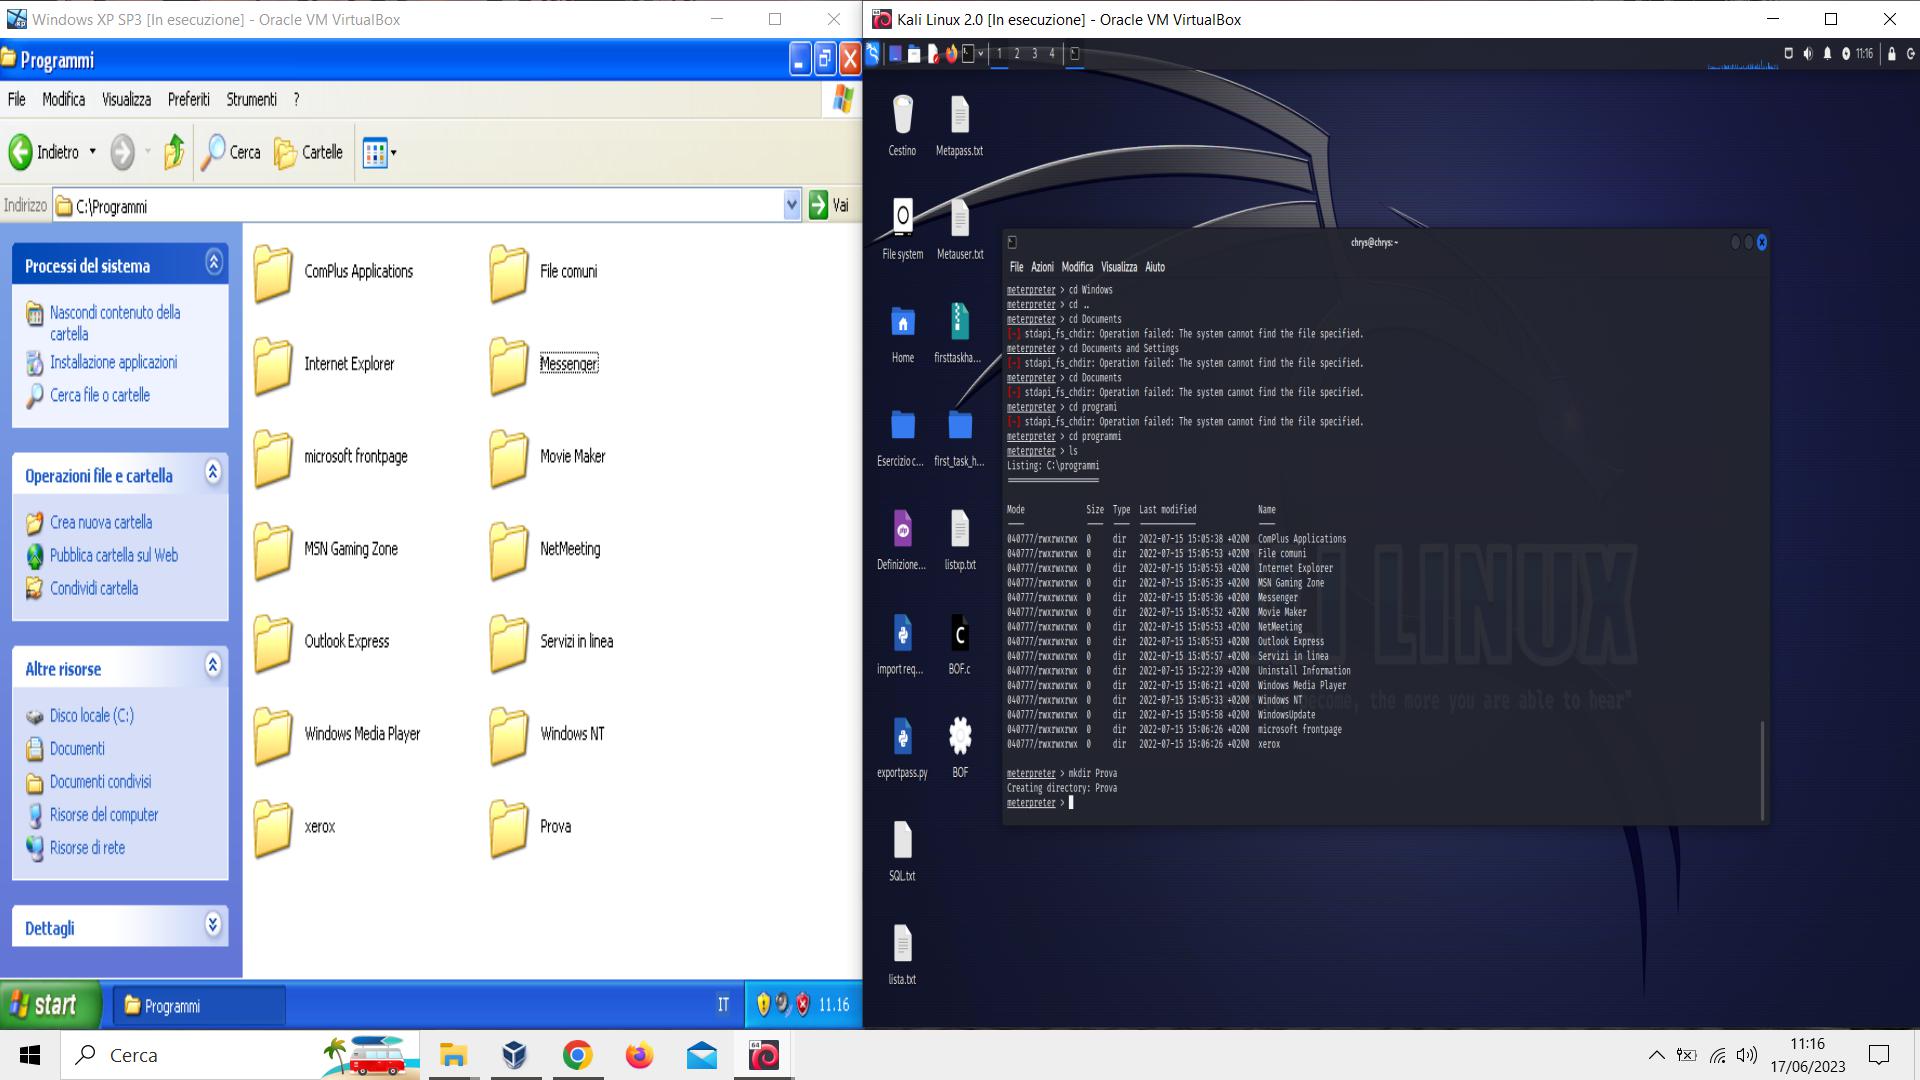 Windows XP SP3 [In esecuzione] - Oracle VM VirtualBox
Programmi
File Modifica Visualizza Preferiti Strumenti ?
Indietro Cerca Cartelle
Indirizzo C:\Programmi Vai
Processi del sistema
Nascondi contenuto della
cartella
Installazione applicazioni
Cerca file o cartelle
Operazioni file e cartella
Crea nuova cartella
Pubblica cartella sul Web
Condividi cartella
Altre risorse
Disco locale (C:)
Documenti
Documenti condivisi
Risorse del computer
Risorse di rete
Dettagli
ComPlus Applications File comuni
Internet Explorer Messenger
microsoft frontpage Movie Maker
MSN Gaming Zone NetMeeting
Outlook Express Servizi in linea
Windows Media Player Windows NT
xerox Prova
start Programmi IT 11.16
Kali Linux 2.0 [In esecuzione] - Oracle VM VirtualBox
1 2 3 4 11:16
Cestino Metapass.txt
File system Metauser.txt
Home firsttaskha...
Esercizio c... first_task_h...
Definizione... listxp.txt
import req... BOF.c
exportpass.py BOF
SQL.txt
lista.txt
chrys@chrys: ~
File Azioni Modifica Visualizza Aiuto
meterpreter > cd Windows
meterpreter > cd ..
meterpreter > cd Documents
[-] stdapi_fs_chdir: Operation failed: The system cannot find the file specified.
meterpreter > cd Documents and Settings
[-] stdapi_fs_chdir: Operation failed: The system cannot find the file specified.
meterpreter > cd Documents
[-] stdapi_fs_chdir: Operation failed: The system cannot find the file specified.
meterpreter > cd programi
[-] stdapi_fs_chdir: Operation failed: The system cannot find the file specified.
meterpreter > cd programmi
meterpreter > ls
Listing: C:\programmi
Mode Size Type Last modified Name
040777/rwxrwxrwx 0 dir 2022-07-15 15:05:38 +0200 ComPlus Applications
040777/rwxrwxrwx 0 dir 2022-07-15 15:05:53 +0200 File comuni
040777/rwxrwxrwx 0 dir 2022-07-15 15:05:53 +0200 Internet Explorer
040777/rwxrwxrwx 0 dir 2022-07-15 15:05:35 +0200 MSN Gaming Zone
040777/rwxrwxrwx 0 dir 2022-07-15 15:05:36 +0200 Messenger
040777/rwxrwxrwx 0 dir 2022-07-15 15:05:52 +0200 Movie Maker
040777/rwxrwxrwx 0 dir 2022-07-15 15:05:53 +0200 NetMeeting
040777/rwxrwxrwx 0 dir 2022-07-15 15:05:53 +0200 Outlook Express
040777/rwxrwxrwx 0 dir 2022-07-15 15:05:57 +0200 Servizi in linea
040777/rwxrwxrwx 0 dir 2022-07-15 15:22:39 +0200 Uninstall Information
040777/rwxrwxrwx 0 dir 2022-07-15 15:06:21 +0200 Windows Media Player
040777/rwxrwxrwx 0 dir 2022-07-15 15:05:33 +0200 Windows NT
040777/rwxrwxrwx 0 dir 2022-07-15 15:05:58 +0200 WindowsUpdate
040777/rwxrwxrwx 0 dir 2022-07-15 15:06:26 +0200 microsoft frontpage
040777/rwxrwxrwx 0 dir 2022-07-15 15:06:26 +0200 xerox
meterpreter > mkdir Prova
Creating directory: Prova
meterpreter >
LINUX
become, the more you are able to hear"
Cerca
64
11:16
17/06/2023